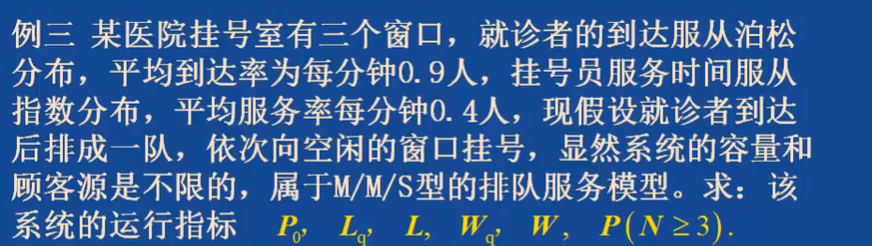 例三 某医院挂号室有三个窗口，就诊者的到达服从泊松
分布，平均到达率为每分钟0.9人，挂号员服务时间服从
指数分布，平均服务率每分钟0.4人，现假设就诊者到达
后排成一队，依次向空闲的窗口挂号，显然系统的容量和
顾客源是不限的，属于M/M/S型的排队服务模型。求：该
系统的运行指标 P₀， L_q， L, W_q， W， P(N≥3).